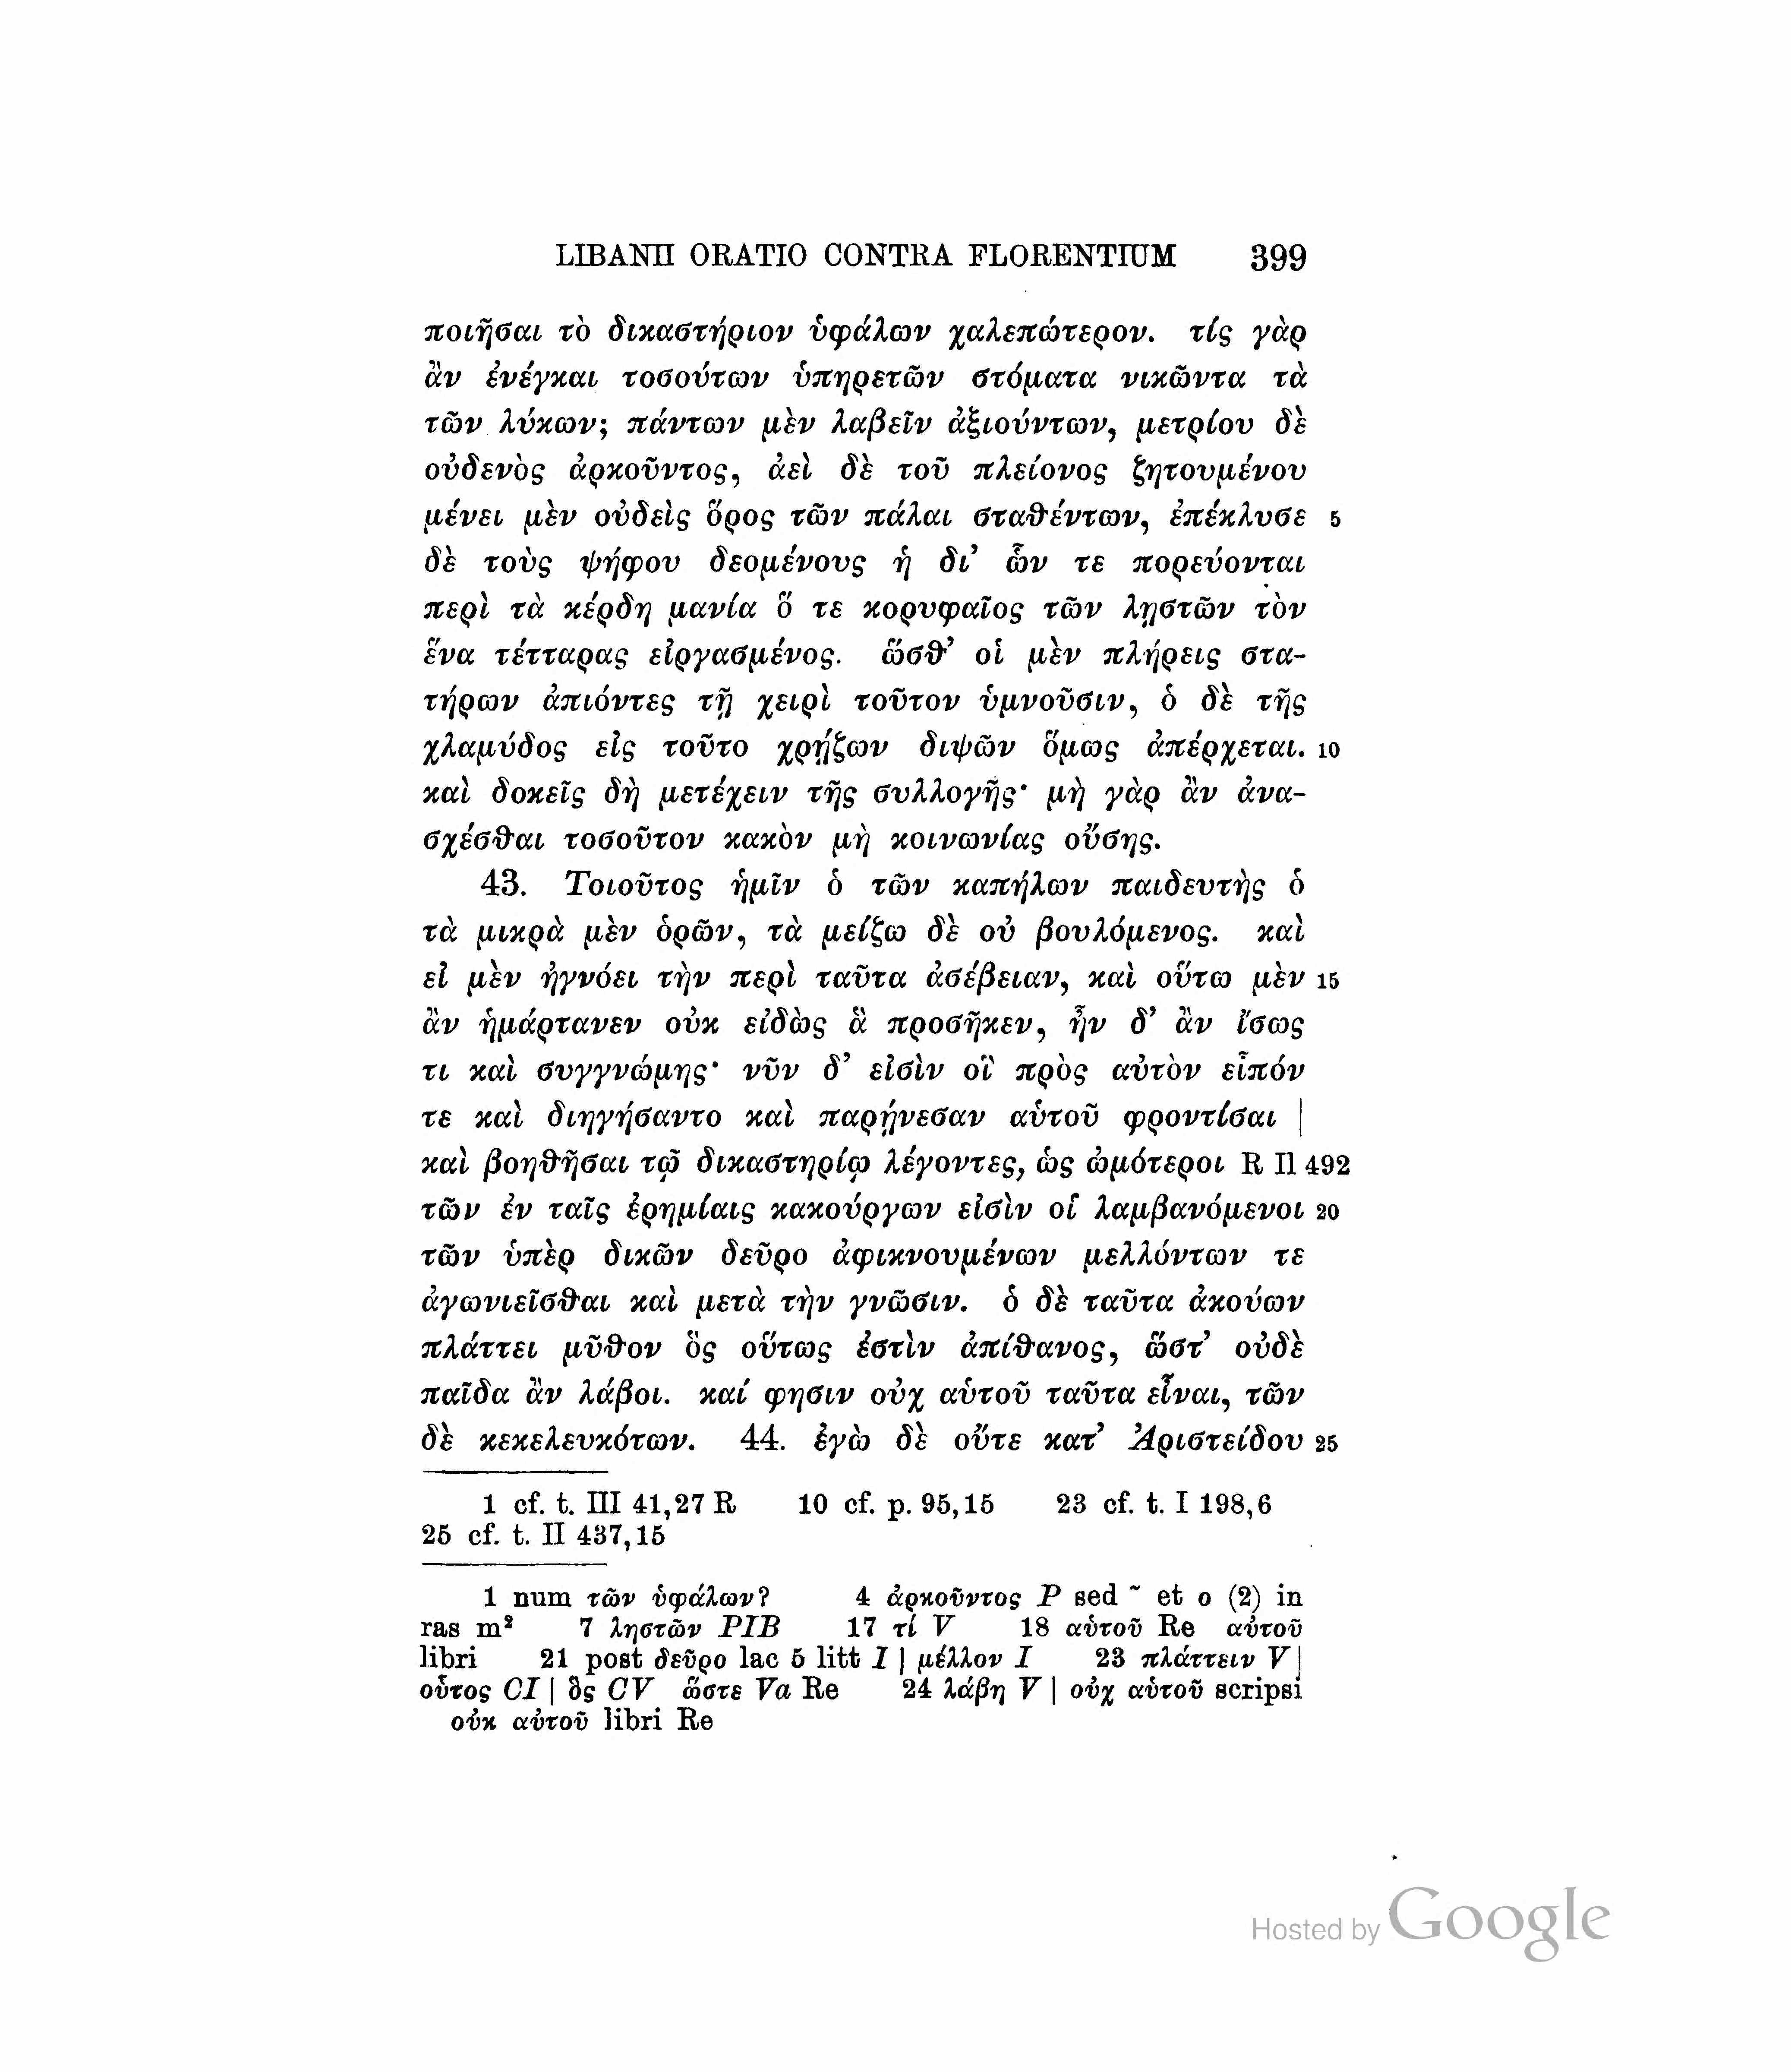 LIBANII ORATIO CONTRA FLORENTIUM 399
ποιῆσαι τὸ δικαστήριον ὑφάλων χαλεπώτερον. τίς γὰρ
ἂν ἐνέγκαι τοσούτων ὑπηρετῶν στόματα νικῶντα τὰ
τῶν λύκων; πάντων μὲν λαβεῖν ἀξιούντων, μετρίου δὲ
οὐδενὸς ἀρκοῦντος, ἀεὶ δὲ τοῦ πλείονος ζητουμένου
μένει μὲν οὐδεὶς ὅρος τῶν πάλαι σταθέντων, ἐπέκλυσε 5
δὲ τοὺς ψήφου δεομένους ἡ δι’ ὧν τε πορεύονται
περὶ τὰ κέρδη μανία ὅ τε κορυφαῖος τῶν λῃστῶν τὸν
ἕνα τέτταρας εἰργασμένος. ὥσθ’ οἱ μὲν πλήρεις στα-
τήρων ἀπιόντες τῇ χειρὶ τοῦτον ὑμνοῦσιν, ὁ δὲ τῆς
χλαμύδος εἰς τοῦτο χρῄζων διψῶν ὅμως ἀπέρχεται. 10
καὶ δοκεῖς δὴ μετέχειν τῆς συλλογῆς· μὴ γὰρ ἂν ἀνα-
σχέσθαι τοσοῦτον κακὸν μὴ κοινωνίας οὔσης.
43. Τοιοῦτος ἡμῖν ὁ τῶν καπήλων παιδευτὴς ὁ
τὰ μικρὰ μὲν ὁρῶν, τὰ μείζω δὲ οὐ βουλόμενος. καὶ
εἰ μὲν ἠγνόει τὴν περὶ ταῦτα ἀσέβειαν, καὶ οὕτω μὲν 15
ἂν ἡμάρτανεν οὐκ εἰδὼς ἃ προσῆκεν, ἦν δ’ ἂν ἴσως
τι καὶ συγγνώμης· νῦν δ’ εἰσὶν οἳ πρὸς αὐτὸν εἶπόν
τε καὶ διηγήσαντο καὶ παρῄνεσαν αὑτοῦ φροντίσαι |
καὶ βοηθῆσαι τῷ δικαστηρίῳ λέγοντες, ὡς ὠμότεροι R II 492
τῶν ἐν ταῖς ἐρημίαις κακούργων εἰσὶν οἱ λαμβανόμενοι 20
τῶν ὑπὲρ δικῶν δεῦρο ἀφικνουμένων μελλόντων τε
ἀγωνιεῖσθαι καὶ μετὰ τὴν γνῶσιν. ὁ δὲ ταῦτα ἀκούων
πλάττει μῦθον ὃς οὕτως ἐστὶν ἀπίθανος, ὥστ’ οὐδὲ
παῖδα ἂν λάβοι. καί φησιν οὐχ αὑτοῦ ταῦτα εἶναι, τῶν
δὲ κεκελευκότων. 44. ἐγὼ δὲ οὔτε κατ’ Ἀριστείδου 25
1 cf. t. III 41,27 R 10 cf. p. 95,15 23 cf. t. I 198,6
25 cf. t. II 437,15
1 num τῶν ὑφάλων? 4 ἀρκοῦντος P sed ῀ et ο (2) in
ras m² 7 ληστῶν PIB 17 τί V 18 αὑτοῦ Re αὐτοῦ
libri 21 post δεῦρο lac 5 litt I | μέλλον I 23 πλάττειν V |
οὗτος CI | ὃς CV ὥστε Va Re 24 λάβη V | οὐχ αὑτοῦ scripsi
οὐκ αὐτοῦ libri Re
Hosted by Google